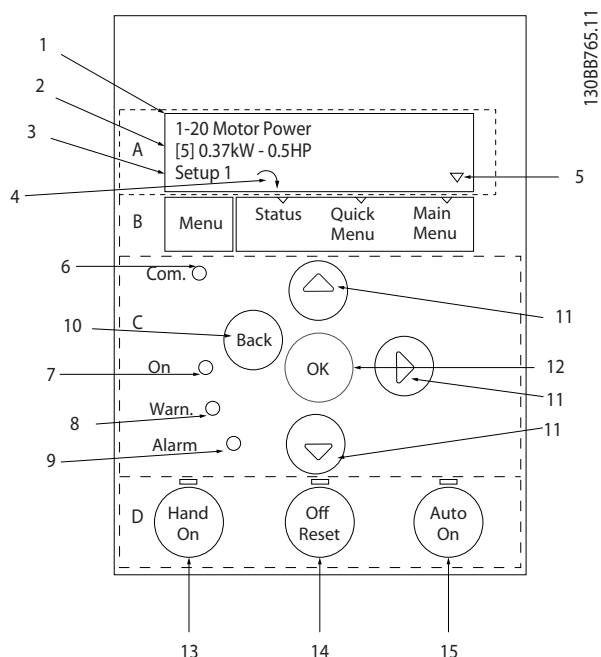 130BB765.11
1
2
3
4
5
A
1-20 Motor Power
[5] 0.37kW - 0.5HP
Setup 1
B
Menu
Status
Quick
Menu
Main
Menu
6
Com.
11
10
C
Back
OK
12
7
On
11
8
Warn.
11
9
Alarm
D
Hand
On
Off
Reset
Auto
On
13
14
15